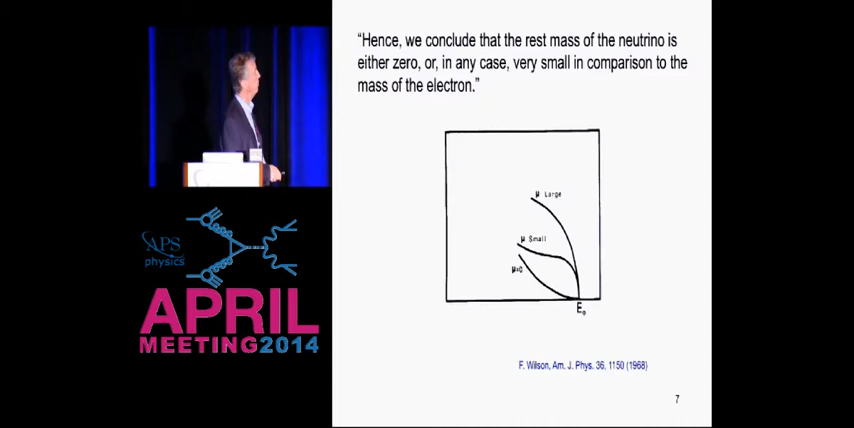 “Hence, we conclude that the rest mass of the neutrino is
either zero, or, in any case, very small in comparison to the
mass of the electron.”
μ Large
μ Small
μ=0
E₀
F. Wilson, Am. J. Phys. 36, 1150 (1968)
7
APS
physics
APRIL
MEETING2014